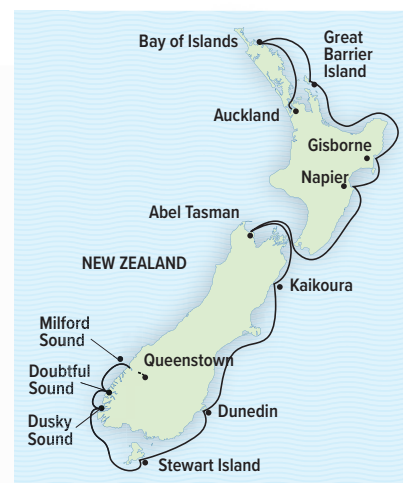 Bay of Islands
Great
Barrier
Island
Auckland
Gisborne
Napier
Abel Tasman
NEW ZEALAND
Kaikoura
Milford
Sound
Queenstown
Doubtful
Sound
Dusky
Sound
Dunedin
Stewart Island